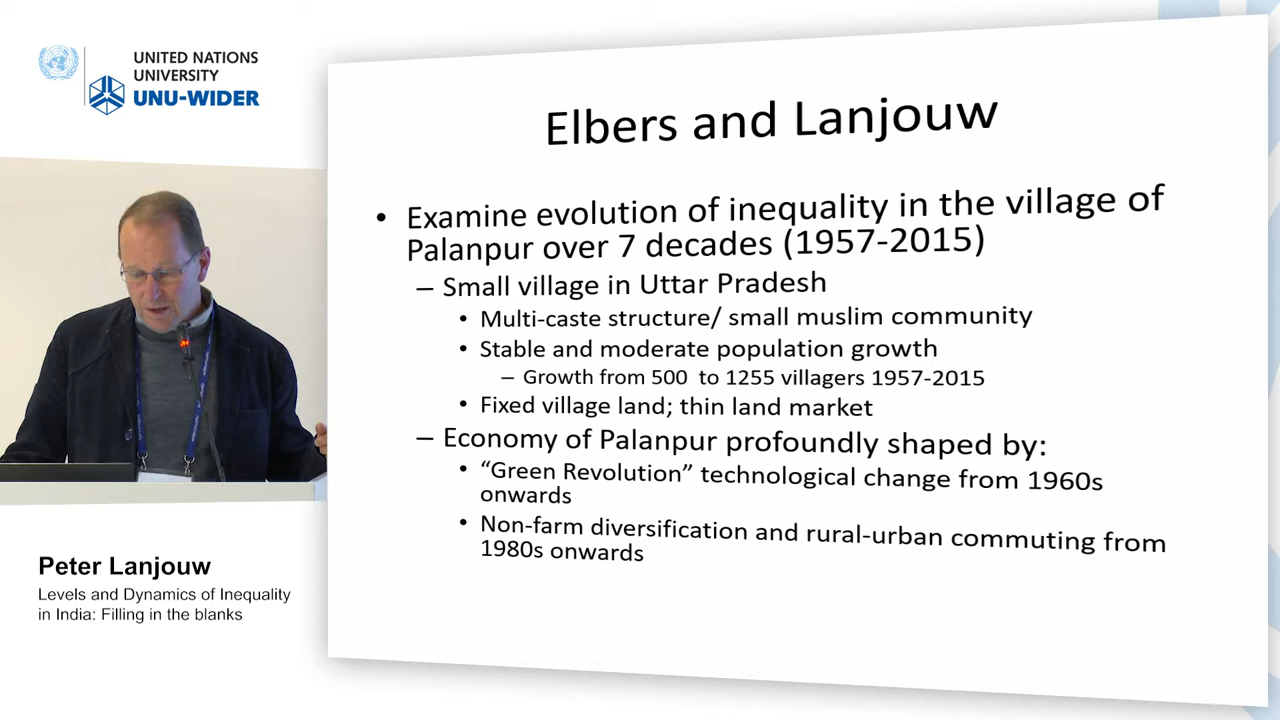 UNITED NATIONS
UNIVERSITY
UNU-WIDER
Elbers and Lanjouw
• Examine evolution of inequality in the village of
Palanpur over 7 decades (1957-2015)
– Small village in Uttar Pradesh
• Multi-caste structure/ small muslim community
• Stable and moderate population growth
– Growth from 500 to 1255 villagers 1957-2015
• Fixed village land; thin land market
– Economy of Palanpur profoundly shaped by:
• “Green Revolution” technological change from 1960s
onwards
• Non-farm diversification and rural-urban commuting from
1980s onwards
Peter Lanjouw
Levels and Dynamics of Inequality
in India: Filling in the blanks